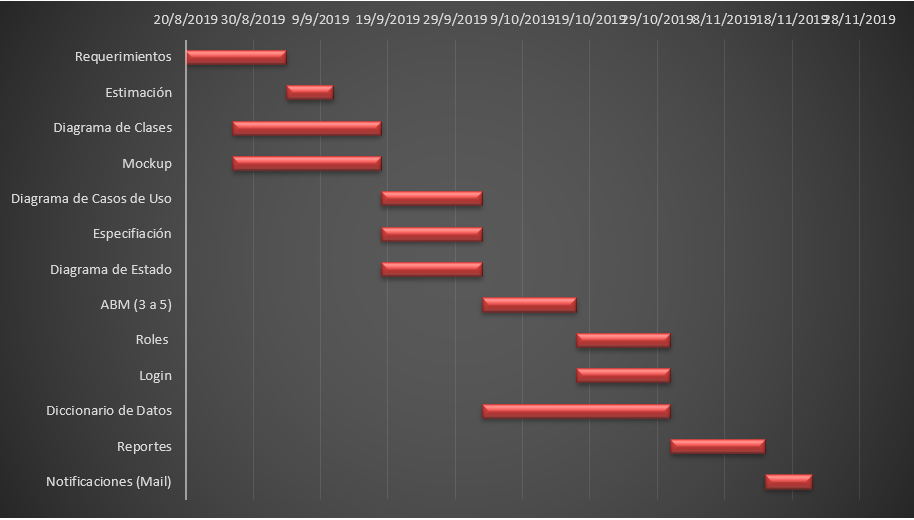 20/8/2019 30/8/2019 9/9/2019 19/9/2019 29/9/2019 9/10/2019 19/10/2019 29/10/2019 8/11/2019 18/11/2019 28/11/2019
Requerimientos
Estimación
Diagrama de Clases
Mockup
Diagrama de Casos de Uso
Especifiación
Diagrama de Estado
ABM (3 a 5)
Roles
Login
Diccionario de Datos
Reportes
Notificaciones (Mail)